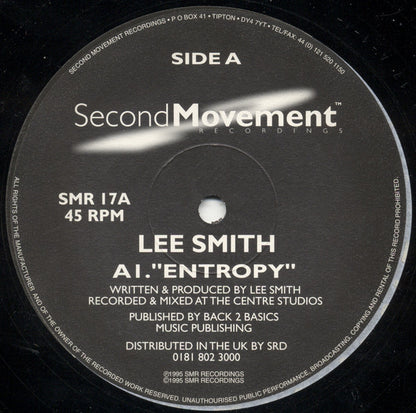 SECOND MOVEMENT RECORDINGS • P O BOX 41 • TIPTON • DY4 7YT • TEL/FAX: 44 (0) 121 520 1150
SIDE A
SecondMovement™
RECORDINGS
SMR 17A
45 RPM
LEE SMITH
A1."ENTROPY"
WRITTEN & PRODUCED BY LEE SMITH
RECORDED & MIXED AT THE CENTRE STUDIOS
PUBLISHED BY BACK 2 BASICS
MUSIC PUBLISHING
DISTRIBUTED IN THE UK BY SRD
0181 802 3000
℗1995 SMR RECORDINGS
©1995 SMR RECORDINGS
ALL RIGHTS OF THE MANUFACTURER AND OF THE OWNER OF THE RECORDED WORK RESERVED. UNAUTHORISED PUBLIC PERFORMANCE, BROADCASTING, COPYING AND RENTAL OF THIS RECORD PROHIBITED.